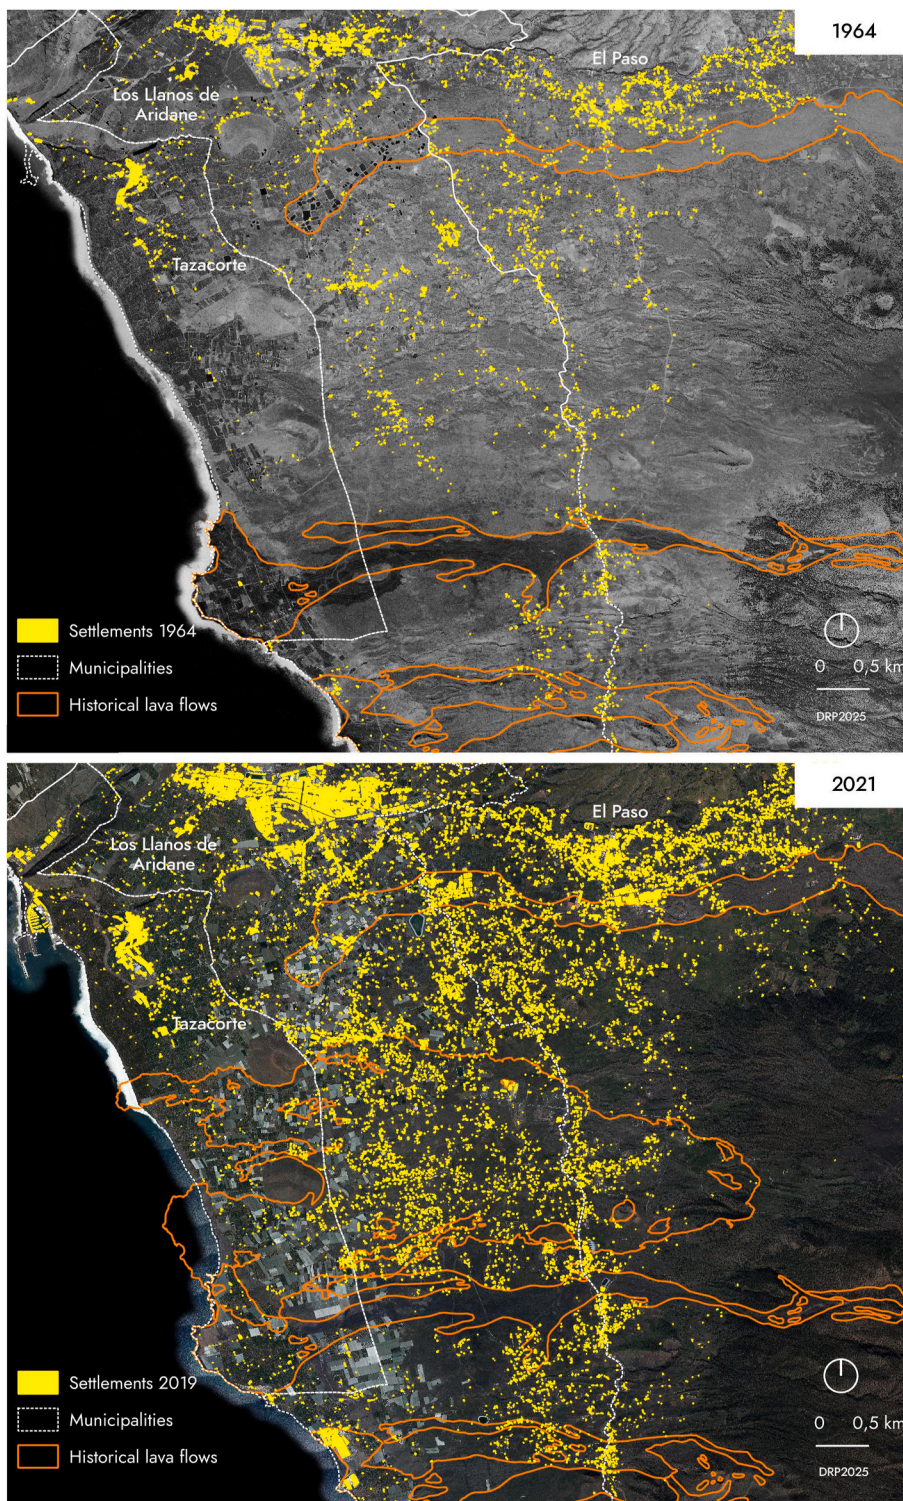 1964
El Paso
Los Llanos de
Aridane
Tazacorte
Settlements 1964
Municipalities
Historical lava flows
0 0,5 km
DRP2025
2021
El Paso
Los Llanos de
Aridane
Tazacorte
Settlements 2019
Municipalities
Historical lava flows
0 0,5 km
DRP2025